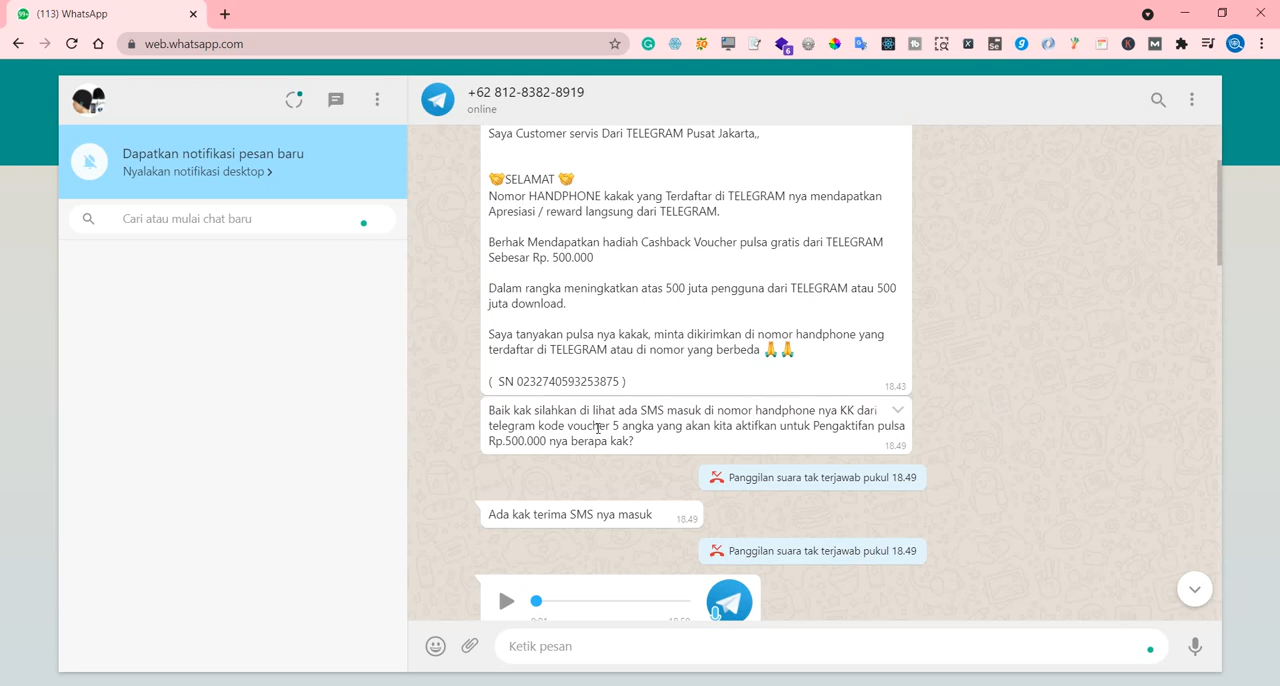 (113) WhatsApp
web.whatsapp.com
6
+62 812-8382-8919
online
Dapatkan notifikasi pesan baru
Nyalakan notifikasi desktop >
Cari atau mulai chat baru
Saya Customer servis Dari TELEGRAM Pusat Jakarta,,
SELAMAT
Nomor HANDPHONE kakak yang Terdaftar di TELEGRAM nya mendapatkan
Apresiasi / reward langsung dari TELEGRAM.
Berhak Mendapatkan hadiah Cashback Voucher pulsa gratis dari TELEGRAM
Sebesar Rp. 500.000
Dalam rangka meningkatkan atas 500 juta pengguna dari TELEGRAM atau 500
juta download.
Saya tanyakan pulsa nya kakak, minta dikirimkan di nomor handphone yang
terdaftar di TELEGRAM atau di nomor yang berbeda
( SN 0232740593253875 )
18.43
Baik kak silahkan di lihat ada SMS masuk di nomor handphone nya KK dari
telegram kode voucher 5 angka yang akan kita aktifkan untuk Pengaktifan pulsa
Rp.500.000 nya berapa kak?
18.49
Panggilan suara tak terjawab pukul 18.49
Ada kak terima SMS nya masuk
18.49
Panggilan suara tak terjawab pukul 18.49
Ketik pesan